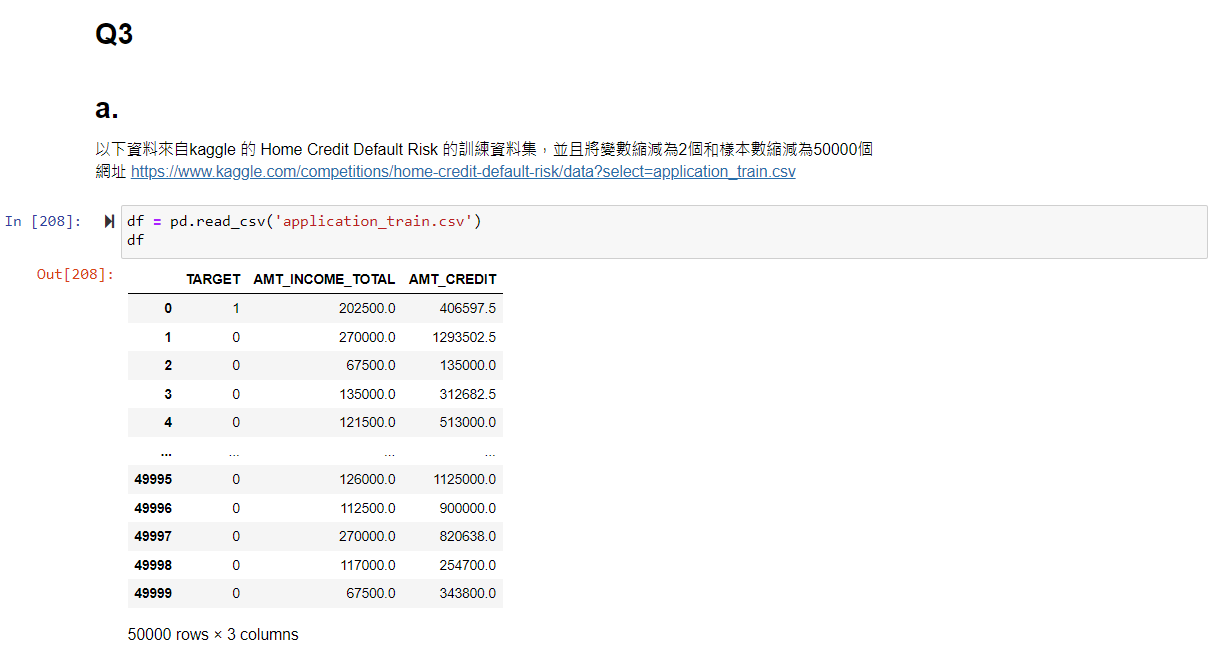 Q3
a.
以下資料來自kaggle 的 Home Credit Default Risk 的訓練資料集，並且將變數縮減為2個和樣本數縮減為50000個
網址 https://www.kaggle.com/competitions/home-credit-default-risk/data?select=application_train.csv
In [208]: df = pd.read_csv('application_train.csv')
df
Out[208]:
TARGET AMT_INCOME_TOTAL AMT_CREDIT
0 1 202500.0 406597.5
1 0 270000.0 1293502.5
2 0 67500.0 135000.0
3 0 135000.0 312682.5
4 0 121500.0 513000.0
... ... ... ...
49995 0 126000.0 1125000.0
49996 0 112500.0 900000.0
49997 0 270000.0 820638.0
49998 0 117000.0 254700.0
49999 0 67500.0 343800.0
50000 rows × 3 columns